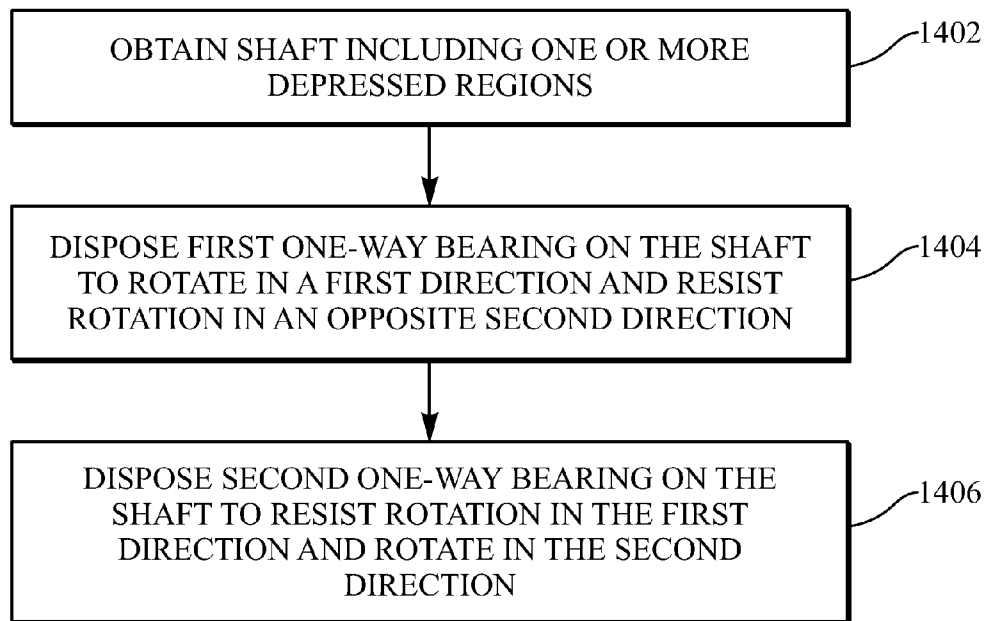 OBTAIN SHAFT INCLUDING ONE OR MORE
DEPRESSED REGIONS
1402
DISPOSE FIRST ONE-WAY BEARING ON THE SHAFT
TO ROTATE IN A FIRST DIRECTION AND RESIST
ROTATION IN AN OPPOSITE SECOND DIRECTION
1404
DISPOSE SECOND ONE-WAY BEARING ON THE
SHAFT TO RESIST ROTATION IN THE FIRST
DIRECTION AND ROTATE IN THE SECOND
DIRECTION
1406